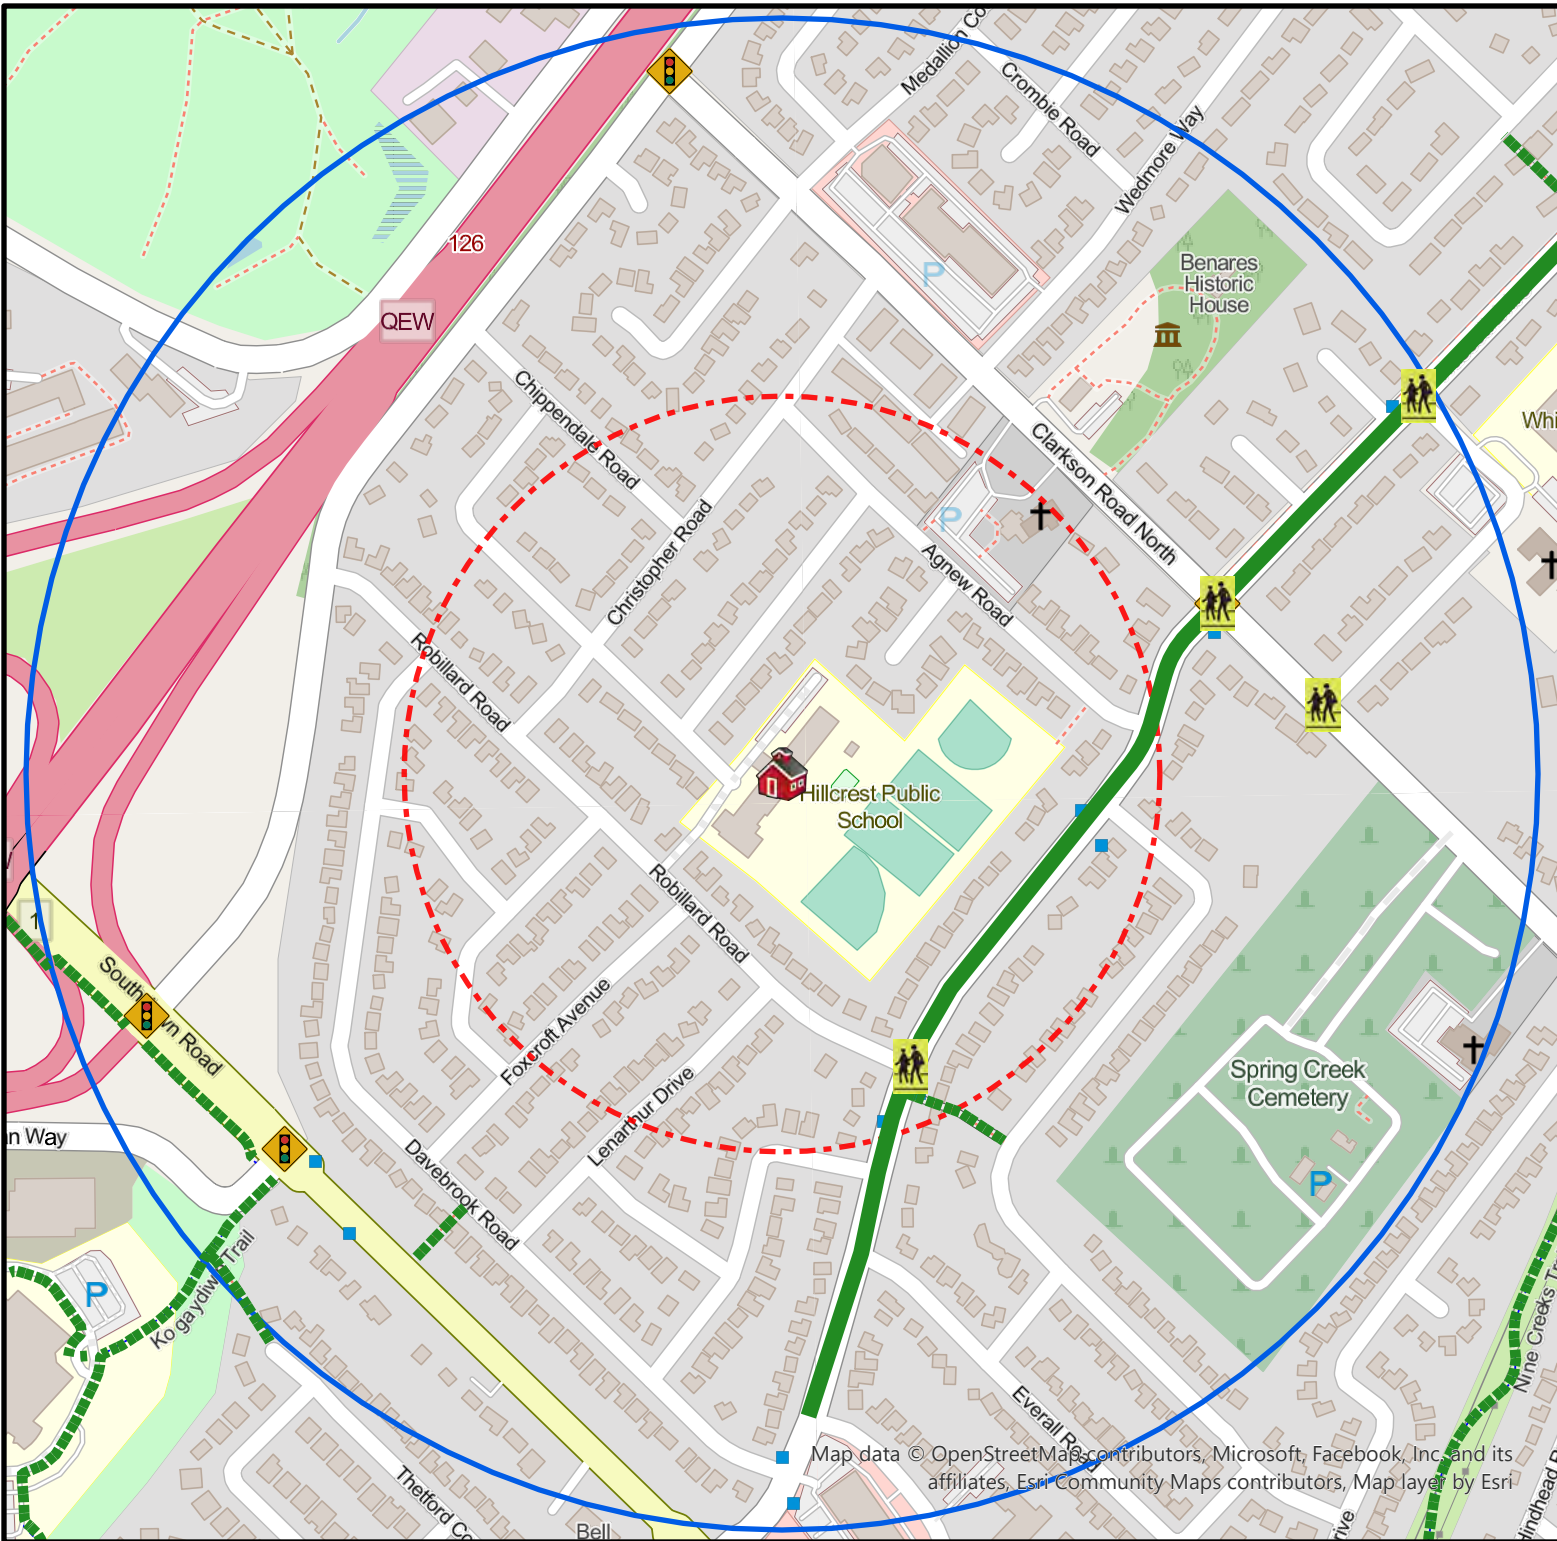 Medallion
Crombie Road
Wedmore Way
126
QEW
Benares
Historic
House
P
Chippendale Road
Clarkson Road North
Christopher Road
P
Agnew Road
Robillard Road
Hillcrest Public
School
Robillard Road
1
Foxcroft Avenue
Lenarthur Drive
Spring Creek
Cemetery
Davebrook Road
P
P
Everall
Map data © OpenStreetMap contributors, Microsoft, Facebook, Inc. and its
affiliates, Esri Community Maps contributors, Map layer by Esri
Thetford
Bell
Nine Creeks
Way
Trail
Road